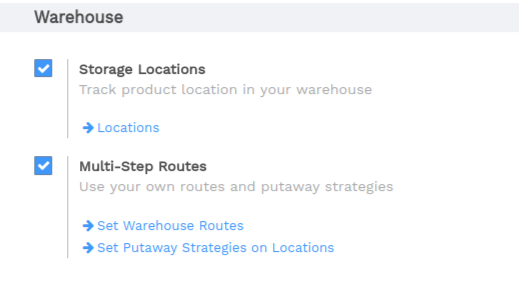 Warehouse
Storage Locations
Track product location in your warehouse
Locations
Multi-Step Routes
Use your own routes and putaway strategies
Set Warehouse Routes
Set Putaway Strategies on Locations